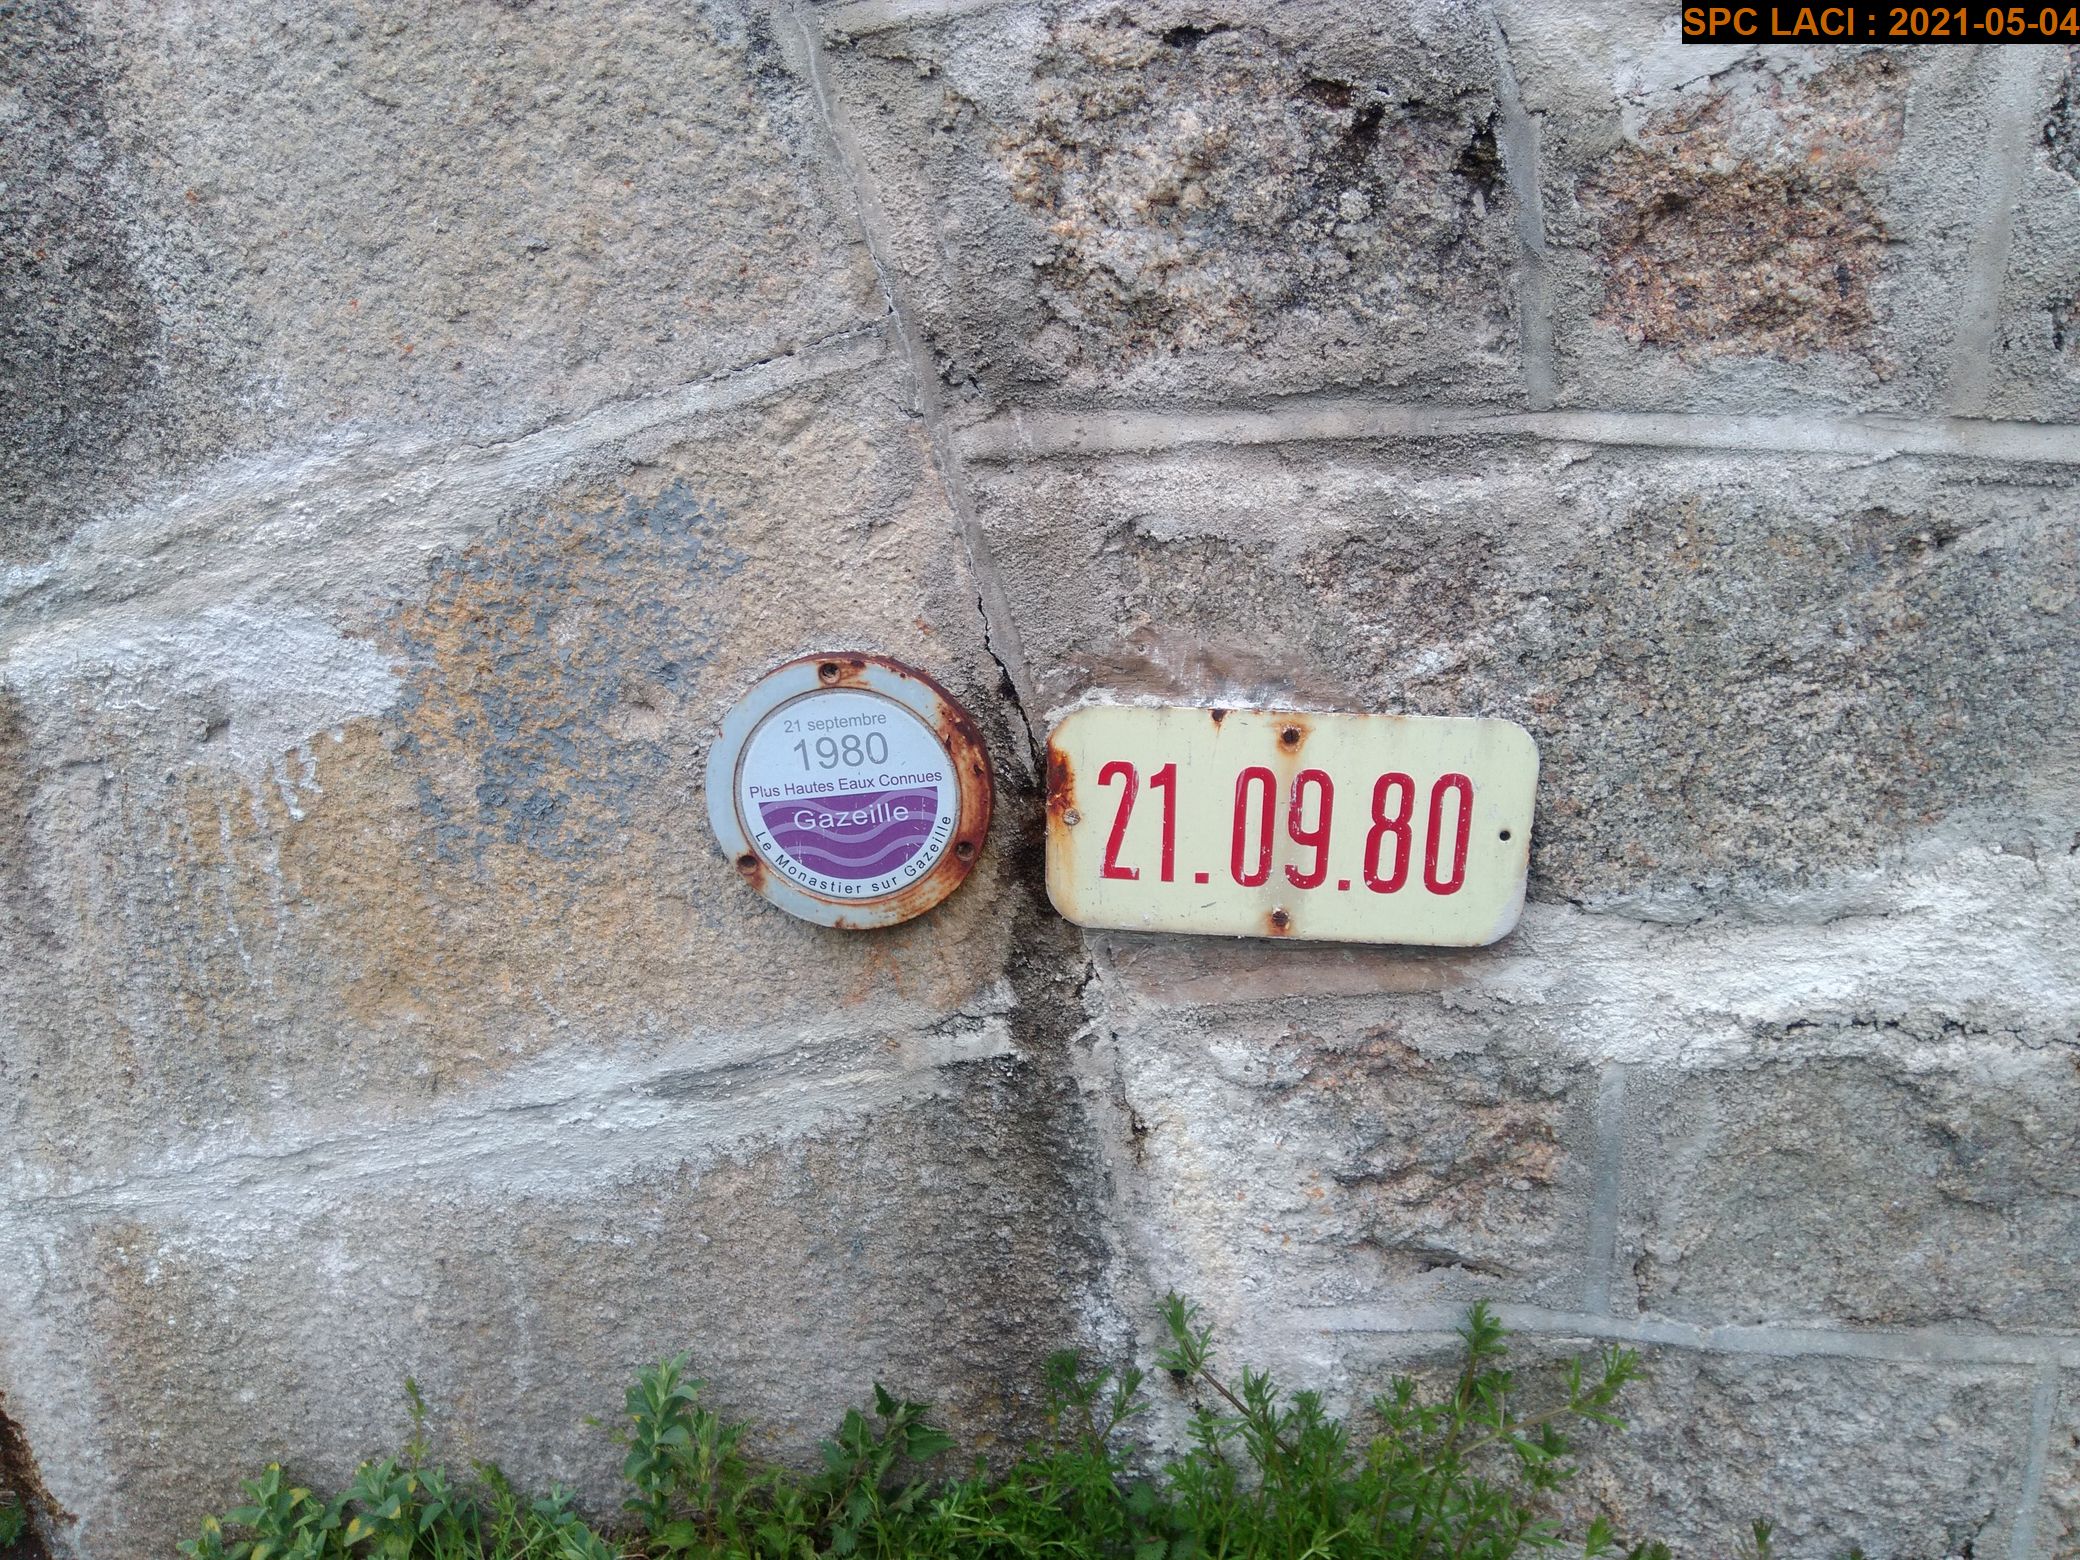 SPC LACI : 2021-05-04
21 septembre
1980
Plus Hautes Eaux Connues
Gazeille
Le Monastier sur Gazeille
21.09.80